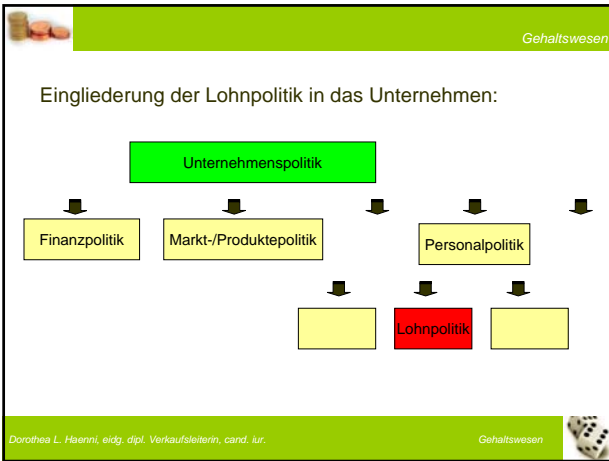 Gehaltswesen
Eingliederung der Lohnpolitik in das Unternehmen:
Unternehmenspolitik
Finanzpolitik
Markt-/Produktepolitik
Personalpolitik
Lohnpolitik
Dorothea L. Haenni, eidg. dipl. Verkaufsleiterin, cand. iur.
Gehaltswesen